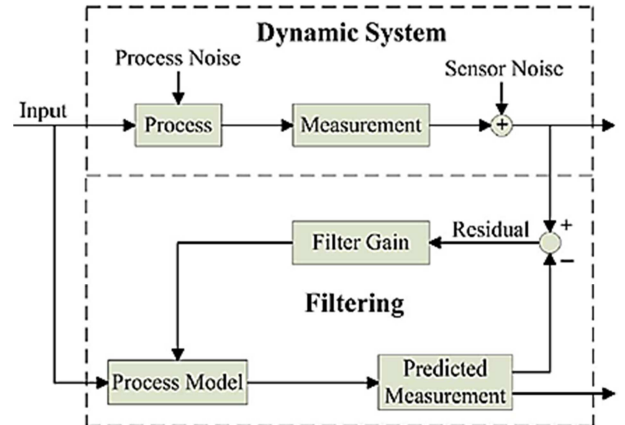 Dynamic System
Process Noise
Sensor Noise
Input
Process
Measurement
+
+
Filter Gain
Residual
−
Filtering
Process Model
Predicted
Measurement